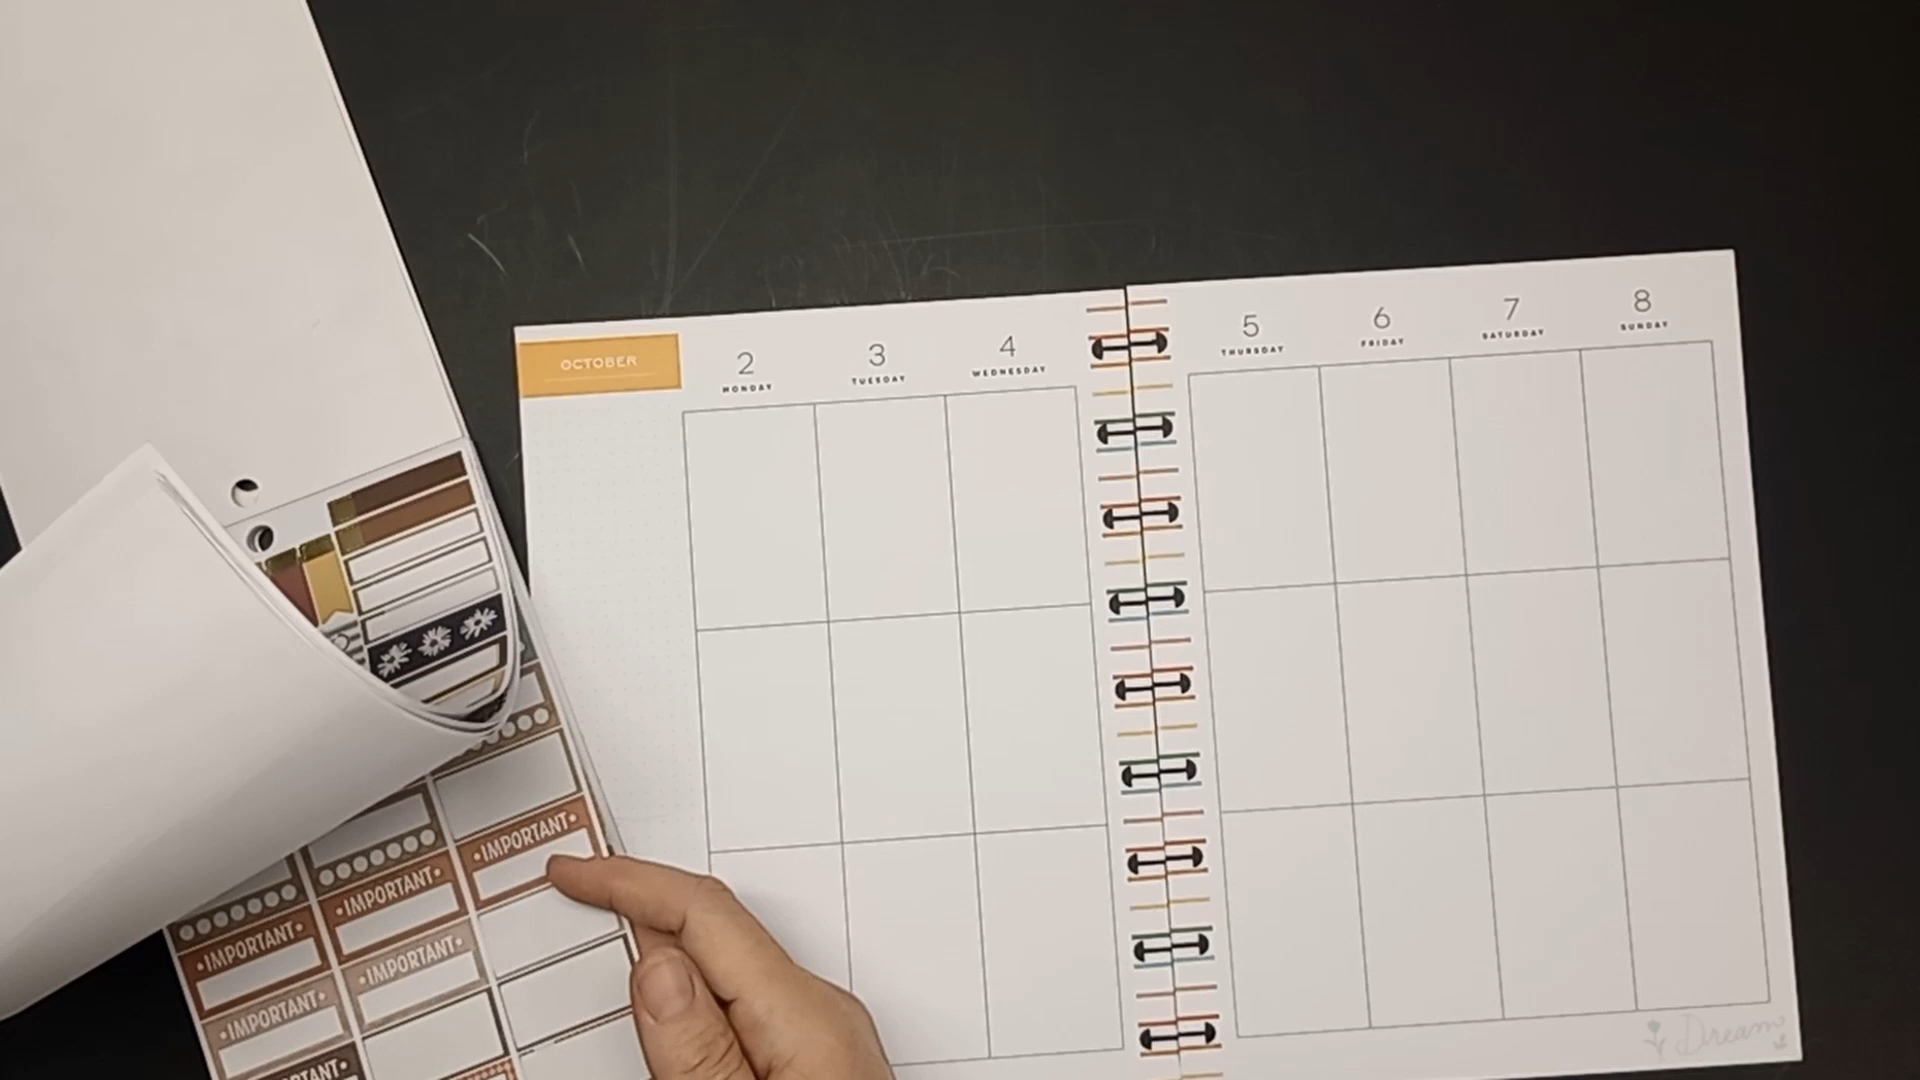 OCTOBER
2
MONDAY
3
TUESDAY
4
WEDNESDAY
5
THURSDAY
6
FRIDAY
7
SATURDAY
8
SUNDAY
•IMPORTANT•
•IMPORTANT•
•IMPORTANT•
•IMPORTANT•
•IMPORTANT•
Dream